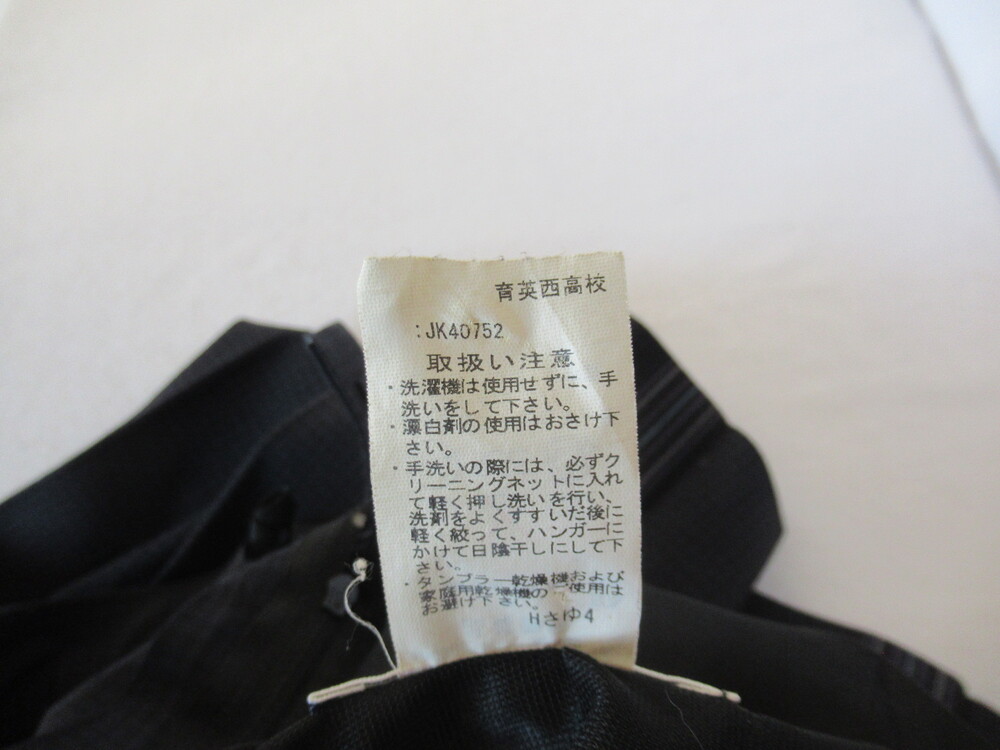 育英西高校
:JK40752
取扱い注意
・洗濯機は使用せずに、手
洗いをして下さい。
・漂白剤の使用はおさけ下
さい。
・手洗いの際には、必ずク
リーニングネットに入れ
て軽く押し洗いを行い、
洗剤をよくすすいだ後に
軽く絞って、ハンガーに
かけて日陰干しにして下
さい。
・タンブラー乾燥機および
家庭用乾燥機のご使用は
お避け下さい。
Hさゆ4